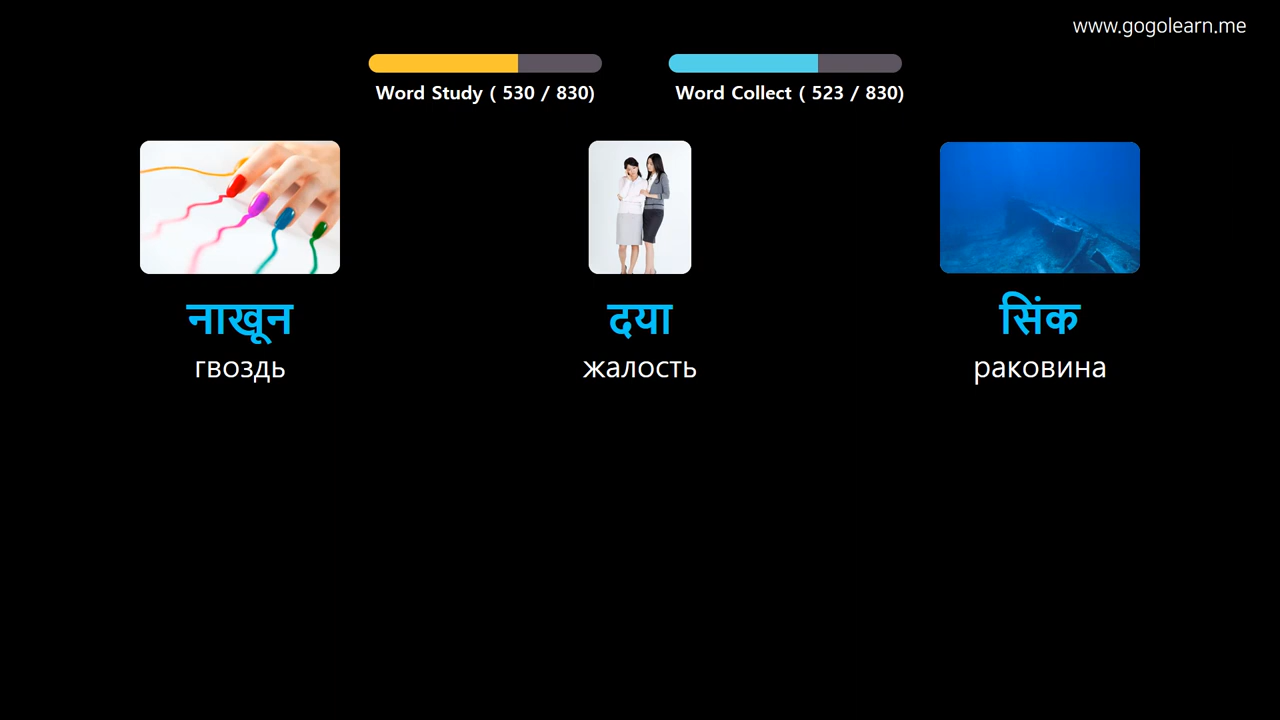 www.gogolearn.me
Word Study ( 530 / 830)
Word Collect ( 523 / 830)
नाखून
दया
सिंक
гвоздь
жалость
раковина